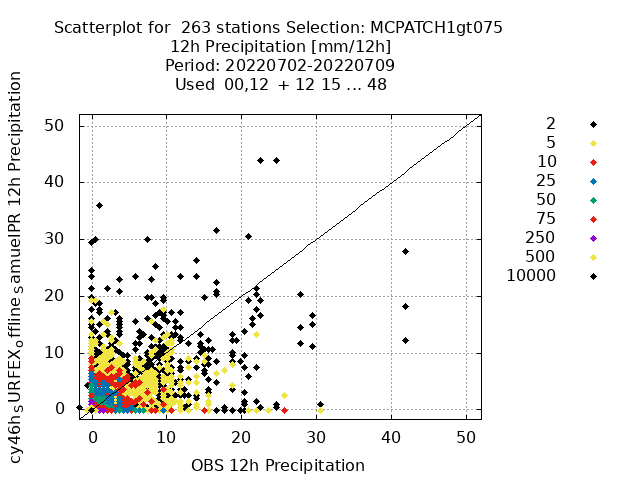 Scatterplot for 263 stations Selection: MCPATCH1gt075
12h Precipitation [mm/12h]
Period: 20220702-20220709
Used 00,12 + 12 15 ... 48
cy46h_sURFEX_offline_samuelPR 12h Precipitation
50
40
30
20
10
0
0 10 20 30 40 50
OBS 12h Precipitation
2
5
10
25
50
75
250
500
10000